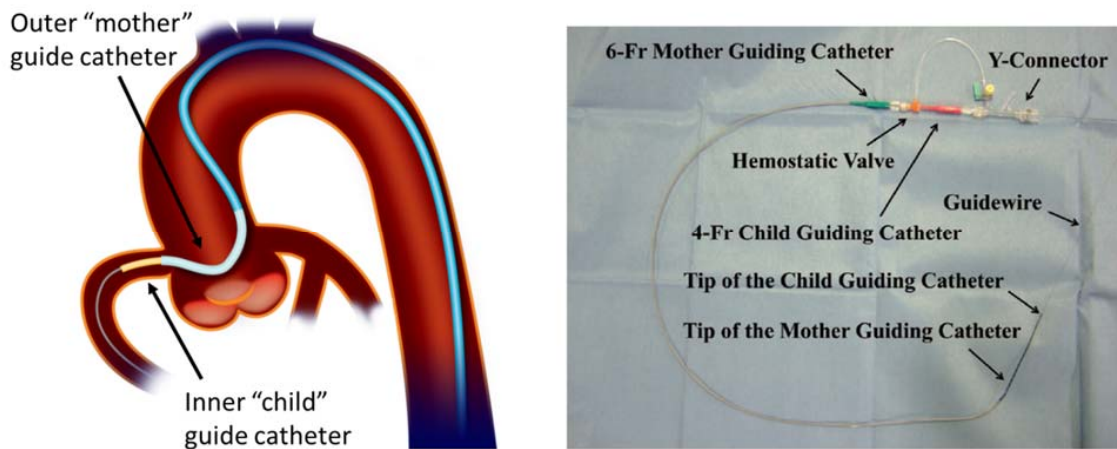 Outer “mother”
guide catheter
Inner “child”
guide catheter
6-Fr Mother Guiding Catheter
Y-Connector
Hemostatic Valve
Guidewire
4-Fr Child Guiding Catheter
Tip of the Child Guiding Catheter
Tip of the Mother Guiding Catheter